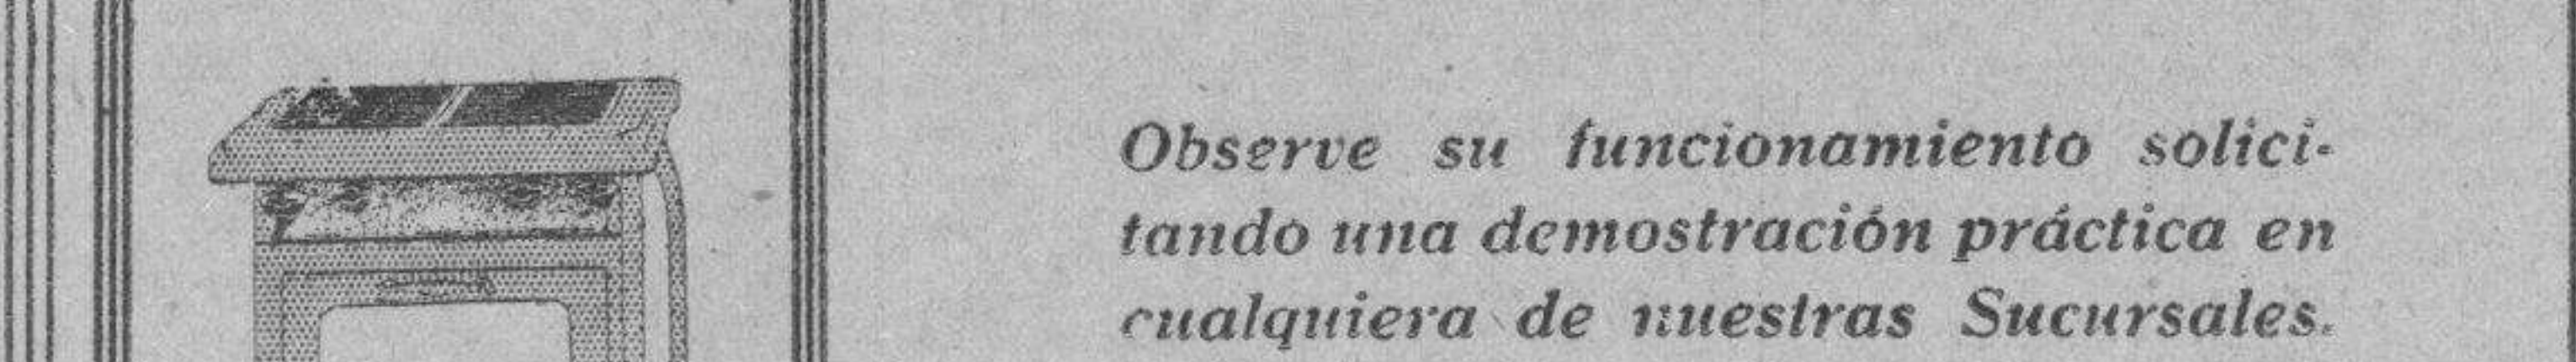 Observe su funcionamiento solici-
tando una demostración práctica en
cualquiera de nuestras Sucursales.